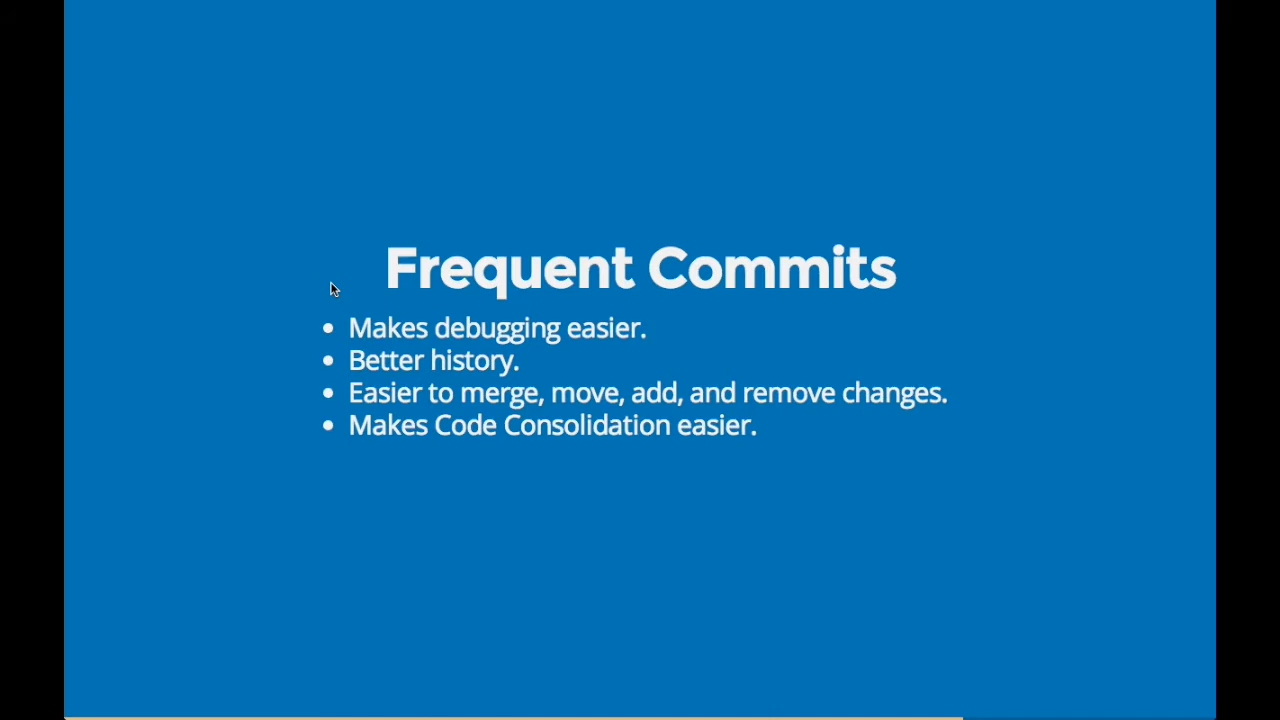 Frequent Commits
Makes debugging easier.
Better history.
Easier to merge, move, add, and remove changes.
Makes Code Consolidation easier.